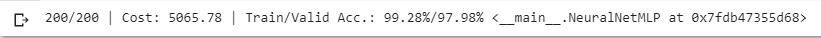 200/200 | Cost: 5065.78 | Train/Valid Acc.: 99.28%/97.98% <__main__.NeuralNetMLP at 0x7fdb47355d68>